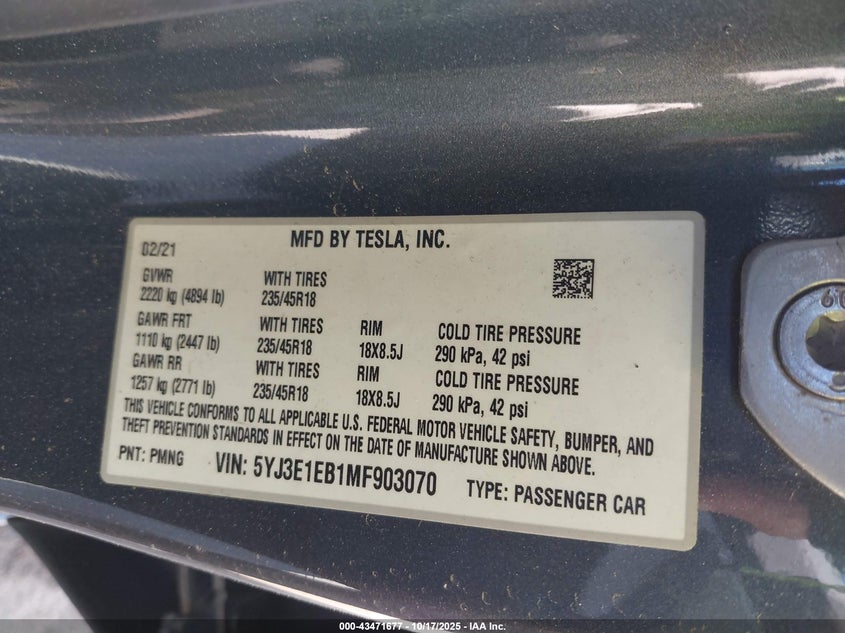 02/21
MFD BY TESLA, INC.
GVWR WITH TIRES
2220 kg (4894 lb) 235/45R18
GAWR FRT WITH TIRES RIM COLD TIRE PRESSURE
1110 kg (2447 lb) 235/45R18 18X8.5J 290 kPa, 42 psi
GAWR RR WITH TIRES RIM COLD TIRE PRESSURE
1257 kg (2771 lb) 235/45R18 18X8.5J 290 kPa, 42 psi
THIS VEHICLE CONFORMS TO ALL APPLICABLE U.S. FEDERAL MOTOR VEHICLE SAFETY, BUMPER, AND
THEFT PREVENTION STANDARDS IN EFFECT ON THE DATE OF MANUFACTURE SHOWN ABOVE.
PNT: PMNG VIN: 5YJ3E1EB1MF903070 TYPE: PASSENGER CAR
000-43471677 - 10/17/2025 - IAA Inc.